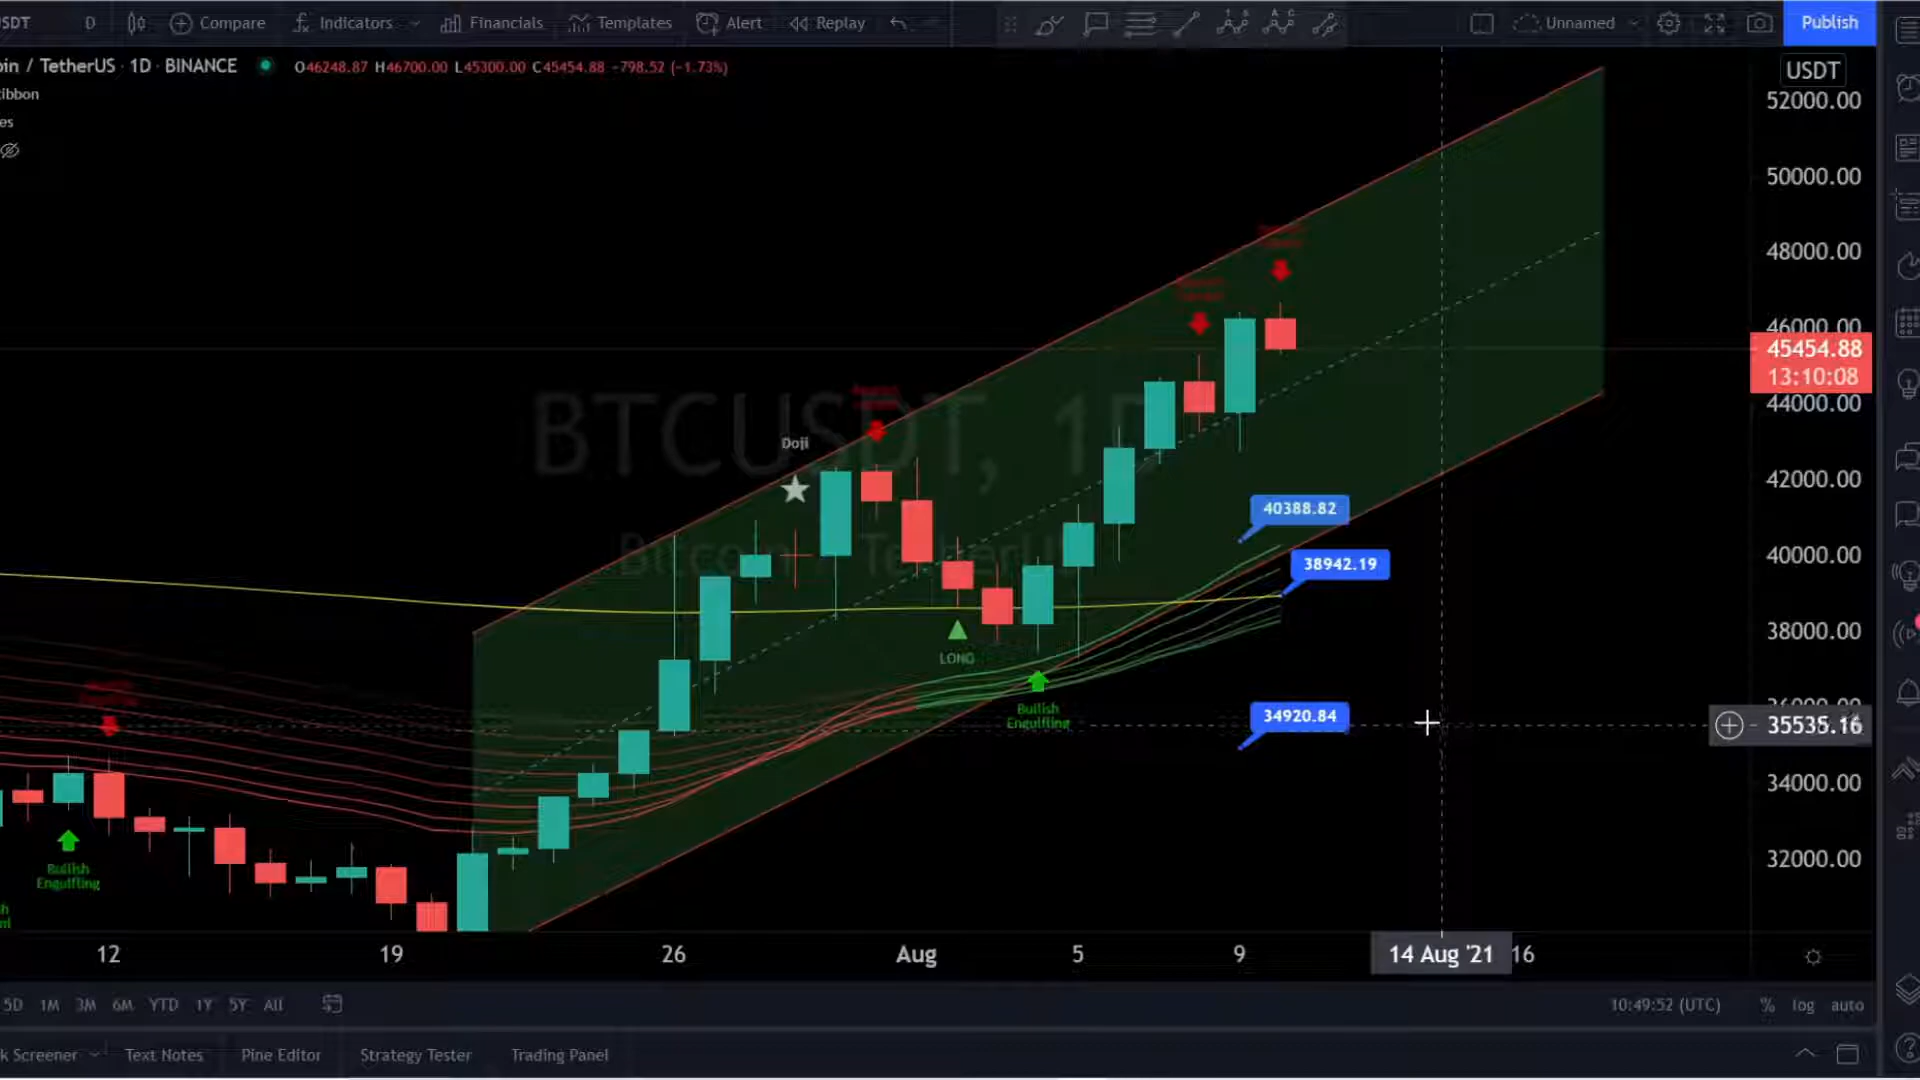 SDT D Compare Indicators Financials Templates Alert Replay Unnamed Publish
oin / TetherUS · 1D · BINANCE O46248.87 H46700.00 L45300.00 C45454.88 −798.52 (−1.73%)
ibbon
es
USDT
52000.00
50000.00
48000.00
46000.00
45454.88
13:10:08
44000.00
42000.00
40000.00
38000.00
35535.16
34000.00
32000.00
BTCUSDT, 1D
Bitcoin / TetherUS
Doji
40388.82
38942.19
34920.84
LONG
Bullish
Engulfing
Bullish
Engulfing
12 19 26 Aug 5 9 14 Aug '21 16
5D 1M 3M 6M YTD 1Y 5Y All 10:49:52 (UTC) % log auto
k Screener Text Notes Pine Editor Strategy Tester Trading Panel